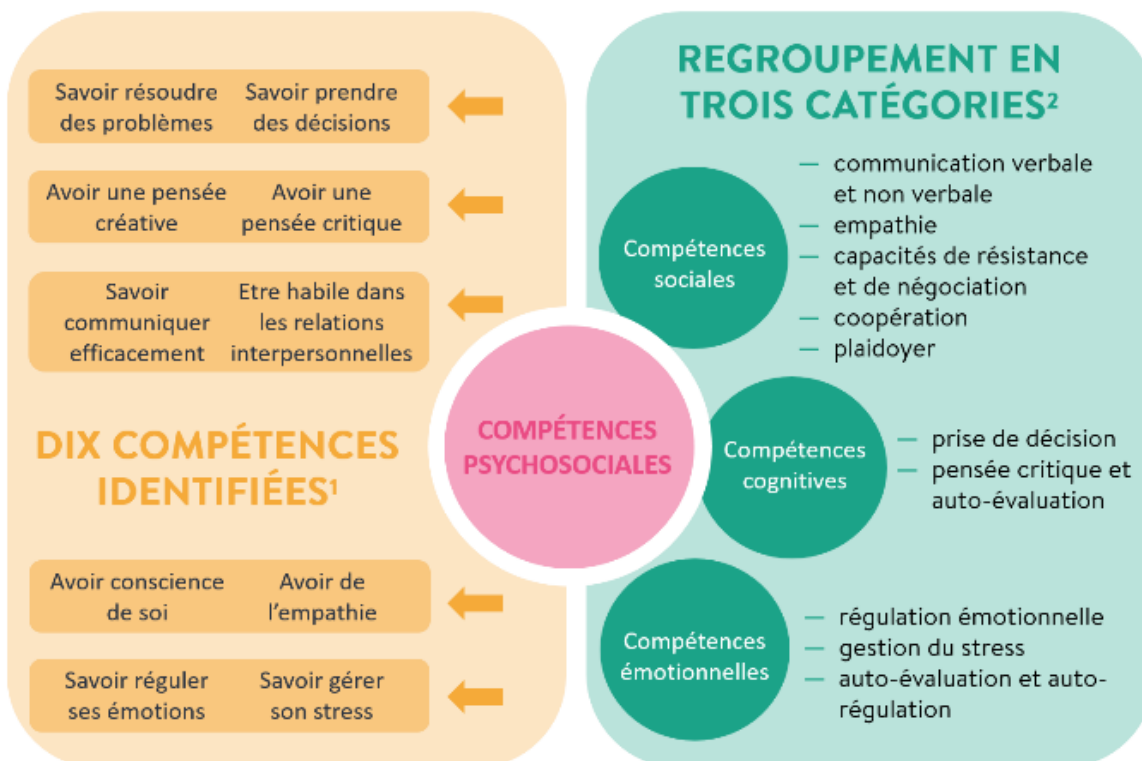 Savoir résoudre
des problèmes
Savoir prendre
des décisions
Avoir une pensée
créative
Avoir une
pensée critique
Savoir
communiquer
efficacement
Etre habile dans
les relations
interpersonnelles
DIX COMPÉTENCES
IDENTIFIÉES¹
Avoir conscience
de soi
Avoir de
l'empathie
Savoir réguler
ses émotions
Savoir gérer
son stress
COMPÉTENCES
PSYCHOSOCIALES
REGROUPEMENT EN
TROIS CATÉGORIES²
Compétences
sociales
— communication verbale
et non verbale
— empathie
— capacités de résistance
et de négociation
— coopération
— plaidoyer
Compétences
cognitives
— prise de décision
— pensée critique et
auto-évaluation
Compétences
émotionnelles
— régulation émotionnelle
— gestion du stress
— auto-évaluation et auto-
régulation